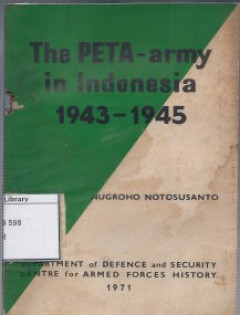 The PETA-army
in Indonesia
1943-1945
NUGROHO NOTOSUSANTO
Library
598
DEPARTMENT of DEFENCE and SECURITY
CENTRE for ARMED FORCES HISTORY
1971